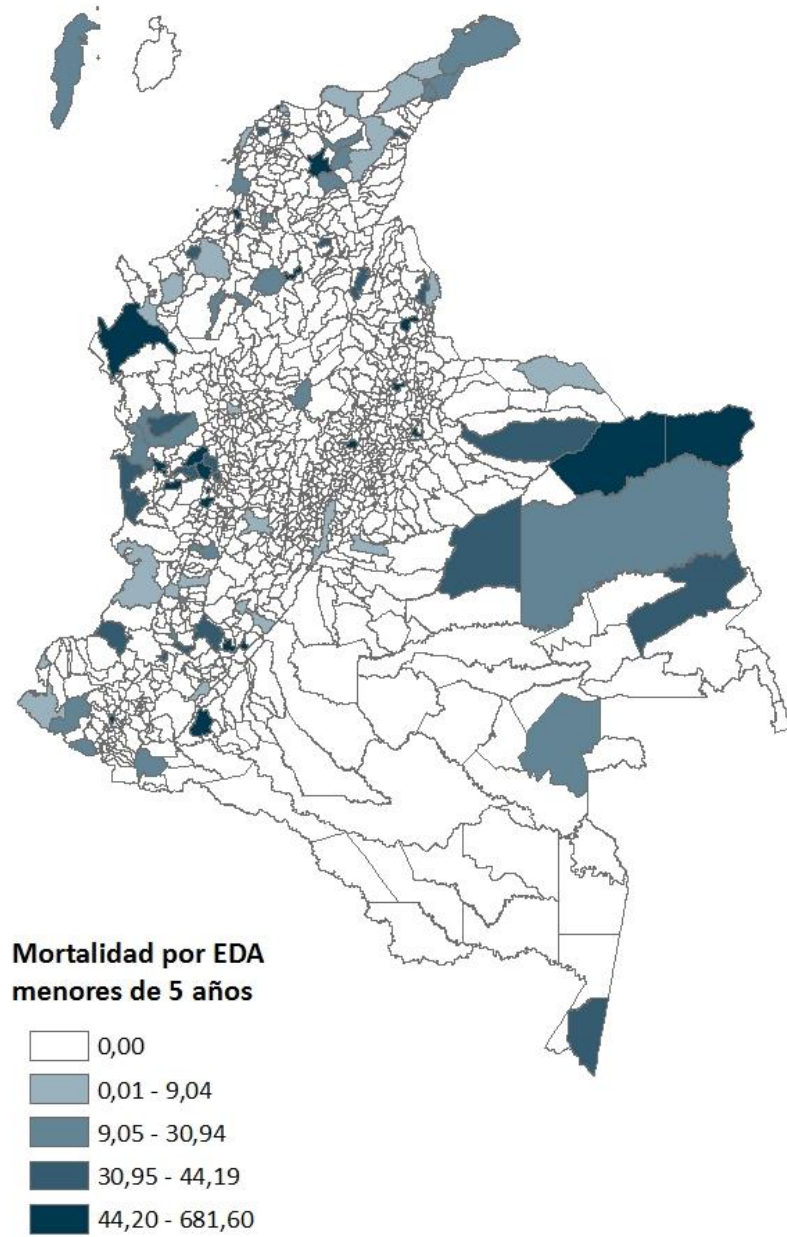 Mortalidad por EDA
menores de 5 años
0,00
0,01 - 9,04
9,05 - 30,94
30,95 - 44,19
44,20 - 681,60